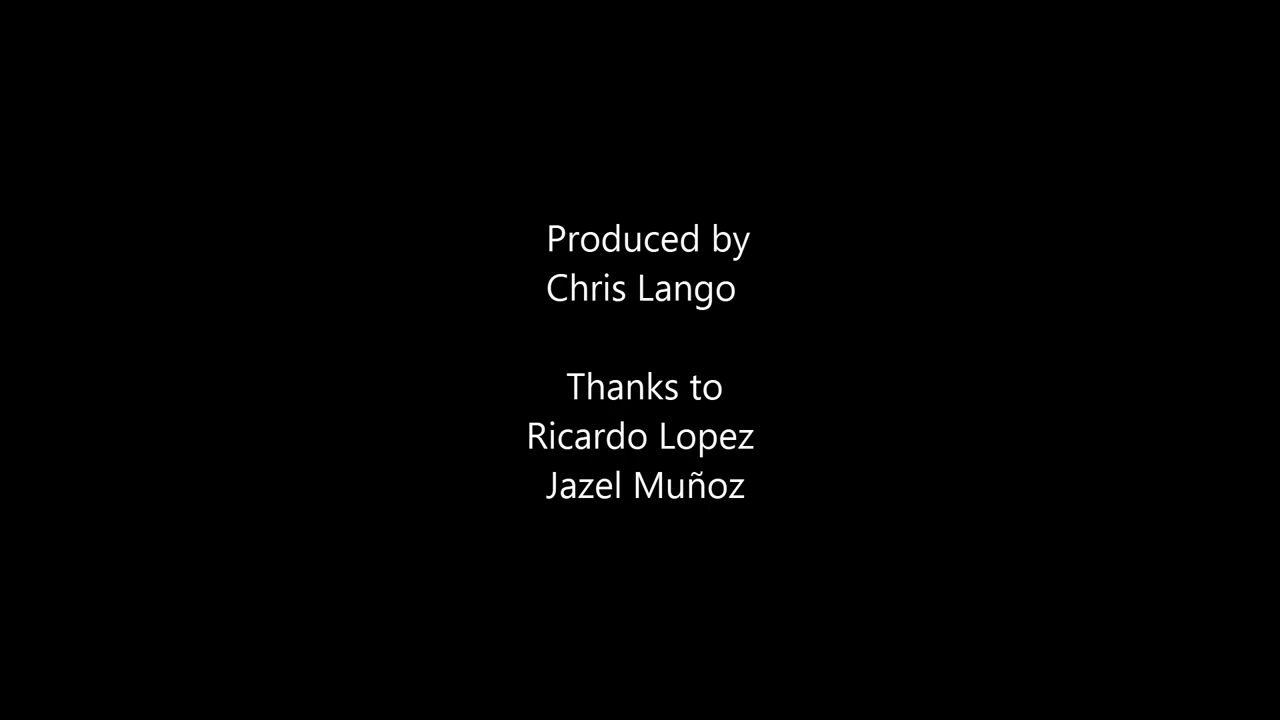 Produced by
Chris Lango
Thanks to
Ricardo Lopez
Jazel Muñoz